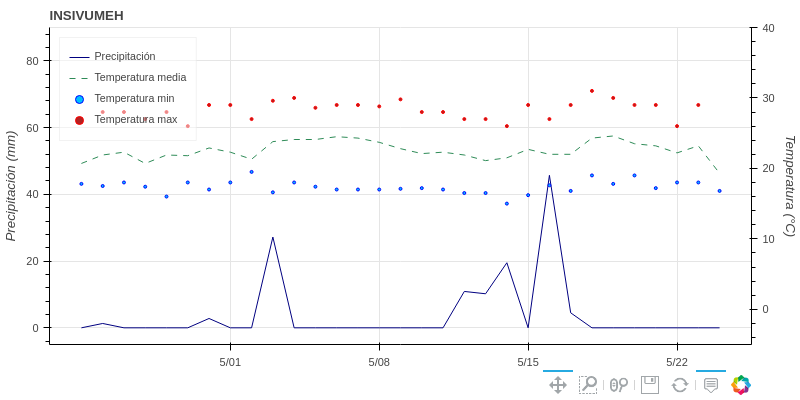 INSIVUMEH
Precipitación
Temperatura media
Temperatura min
Temperatura max
Precipitación (mm)
80
60
40
20
0
Temperatura (°C)
40
30
20
10
0
5/01
5/08
5/15
5/22